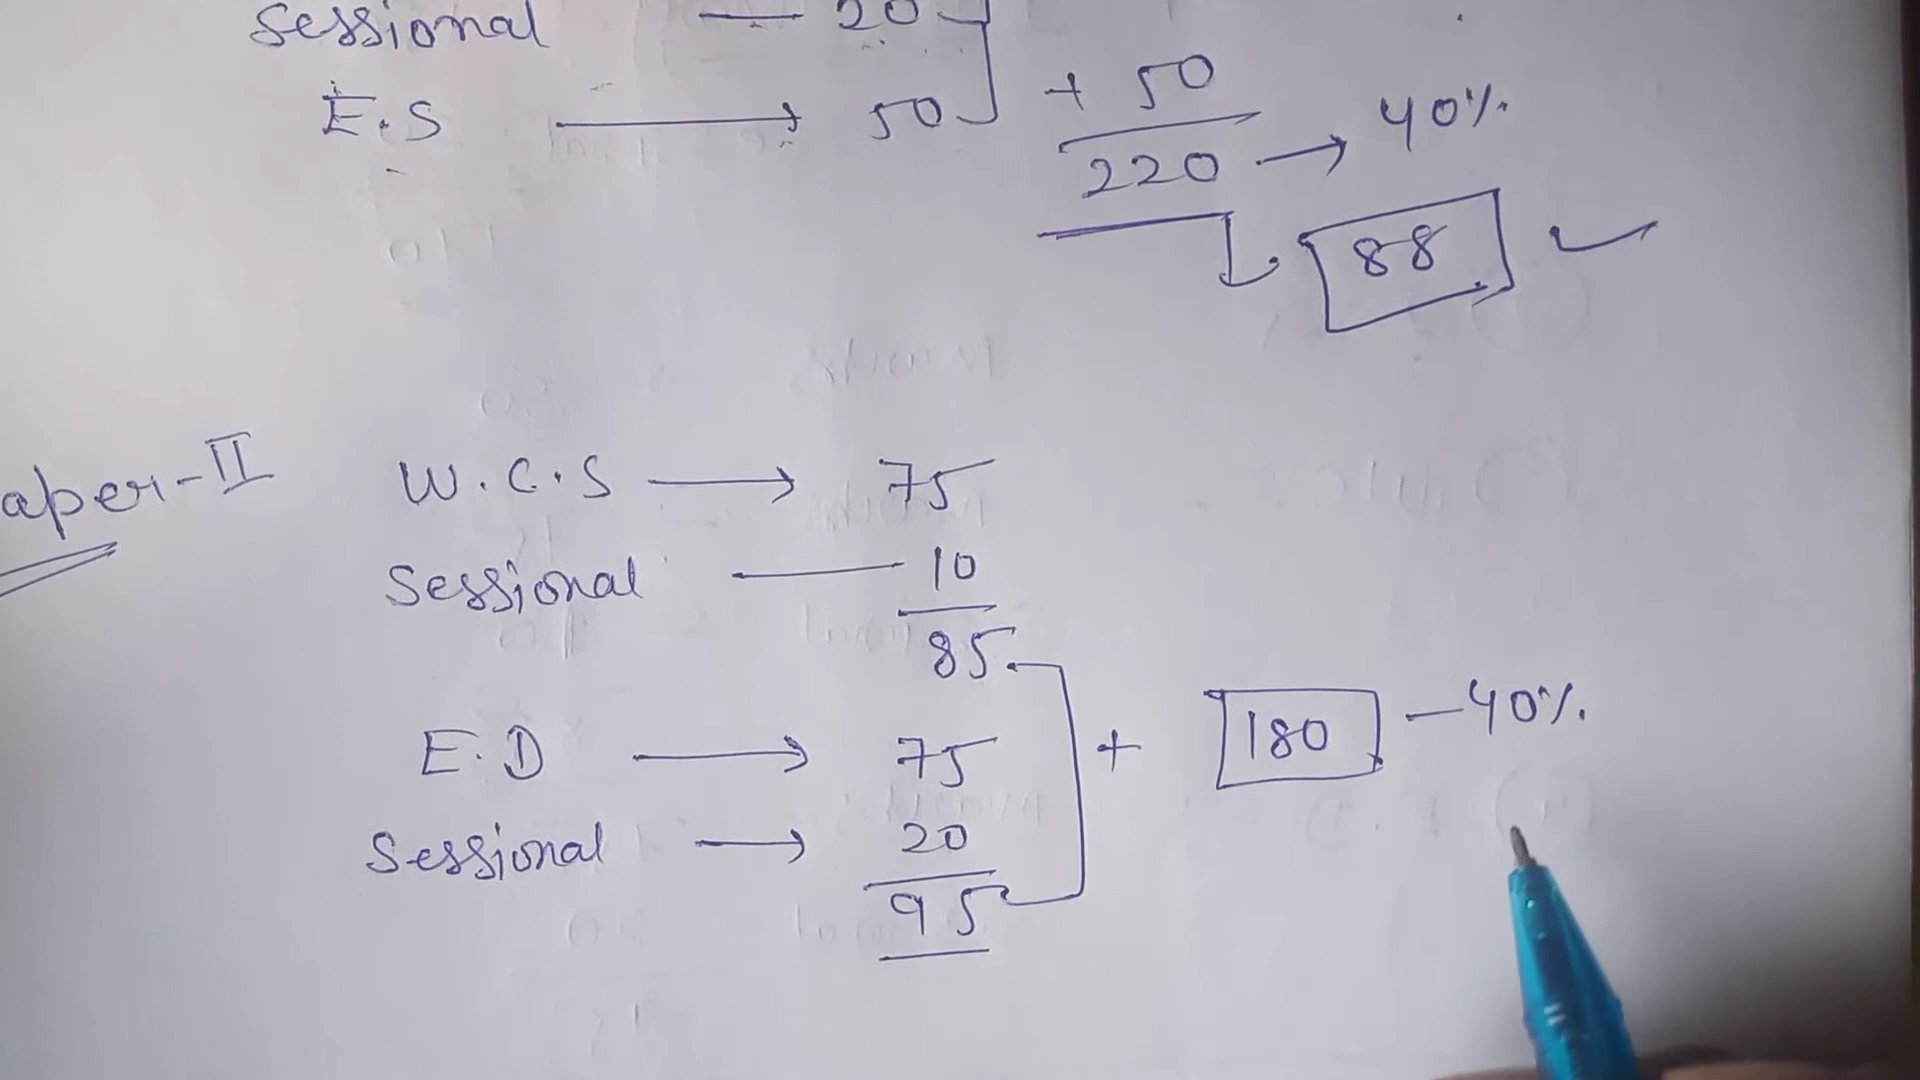 Sessional — 20
+ 50
E.S → 50
220 → 40%
88
aper-II W.C.S → 75
Sessional — 10
85
180 — 40%
E.D → 75 +
Sessional → 20
95